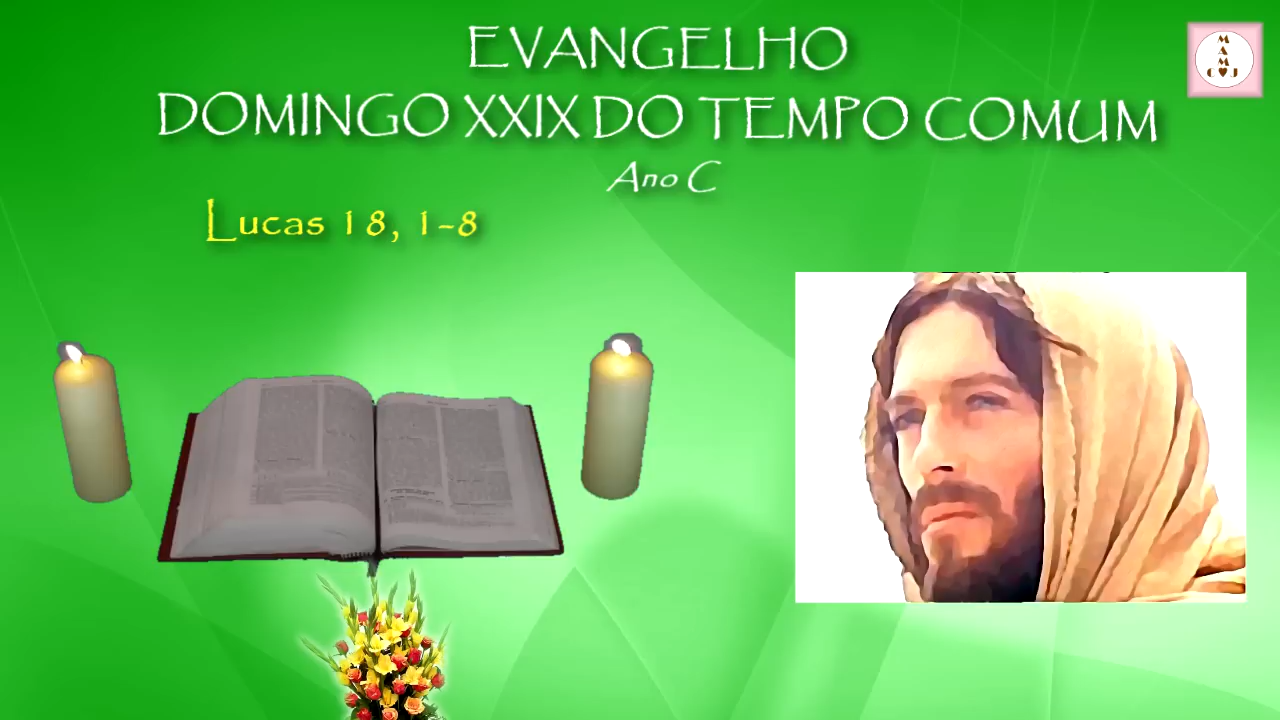 EVANGELHO
DOMINGO XXIX DO TEMPO COMUM
Ano C
Lucas 18, 1-8
M
A
M
C♥J